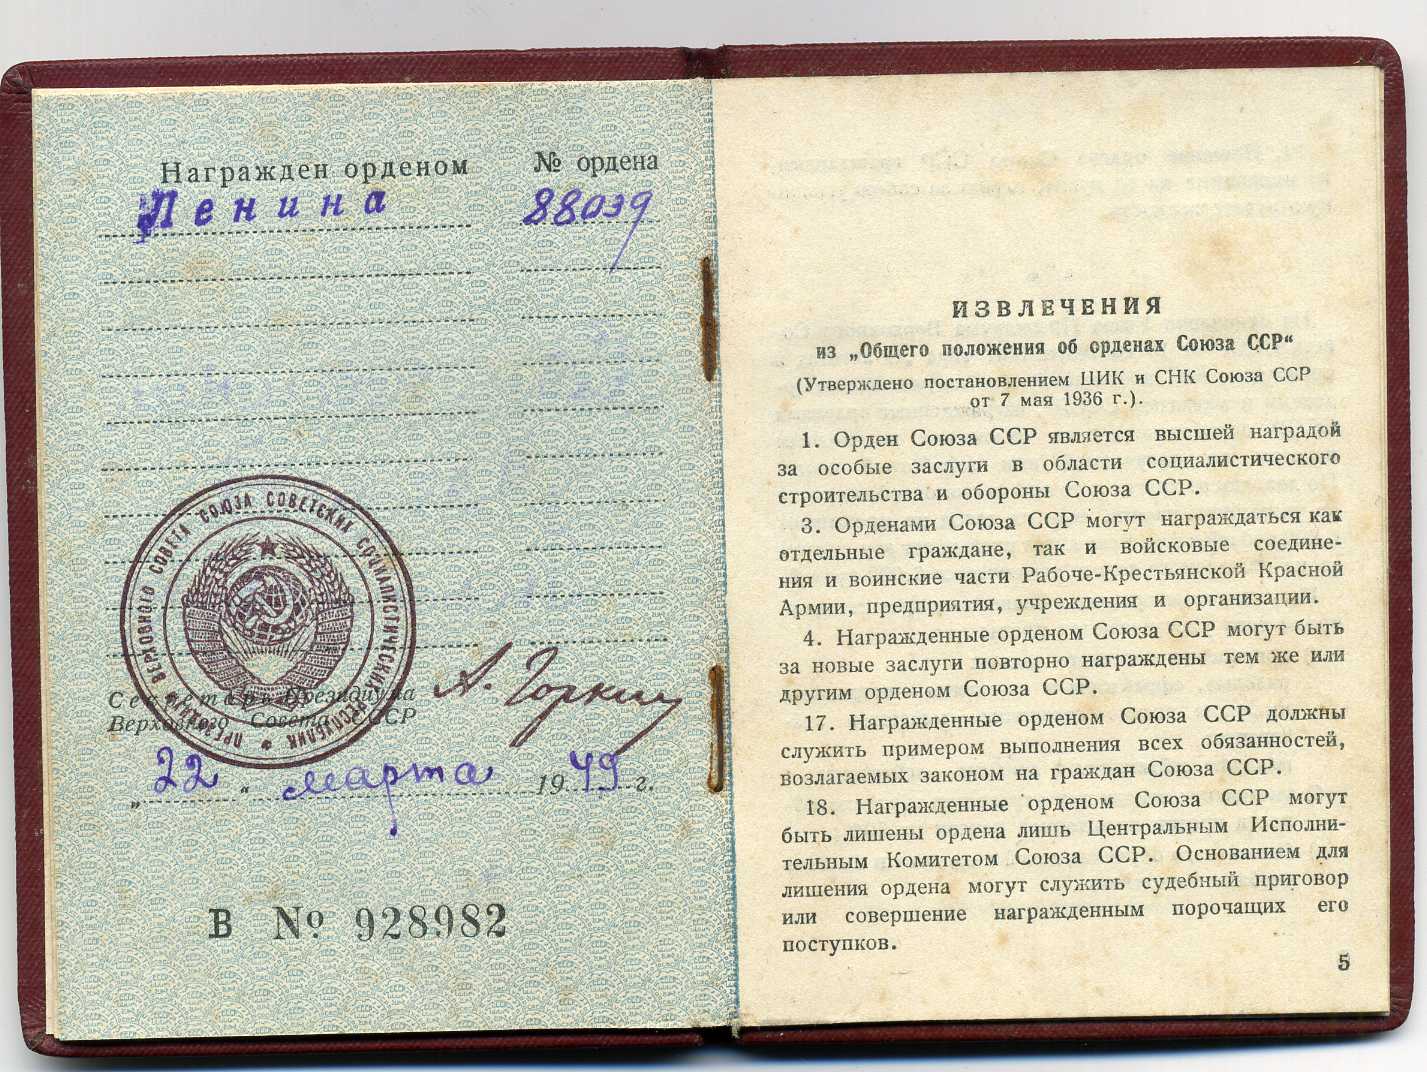 Награжден орденом № ордена
Ленина 88039
ПРЕЗИДИУМ ВЕРХОВНОГО СОВЕТА СОЮЗА СОВЕТСКИХ СОЦИАЛИСТИЧЕСКИХ РЕСПУБЛИК
Секретарь Президиума
Верховного Совета СССР
А. Горкин
„22“ марта 1949 г.
В № 928982
ИЗВЛЕЧЕНИЯ
из „Общего положения об орденах Союза ССР“
(Утверждено постановлением ЦИК и СНК Союза ССР
от 7 мая 1936 г.).
1. Орден Союза ССР является высшей наградой
за особые заслуги в области социалистического
строительства и обороны Союза ССР.
3. Орденами Союза ССР могут награждаться как
отдельные граждане, так и войсковые соедине-
ния и воинские части Рабоче-Крестьянской Красной
Армии, предприятия, учреждения и организации.
4. Награжденные орденом Союза ССР могут быть
за новые заслуги повторно награждены тем же или
другим орденом Союза ССР.
17. Награжденные орденом Союза ССР должны
служить примером выполнения всех обязанностей,
возлагаемых законом на граждан Союза ССР.
18. Награжденные орденом Союза ССР могут
быть лишены ордена лишь Центральным Исполни-
тельным Комитетом Союза ССР. Основанием для
лишения ордена могут служить судебный приговор
или совершение награжденным порочащих его
поступков.
5